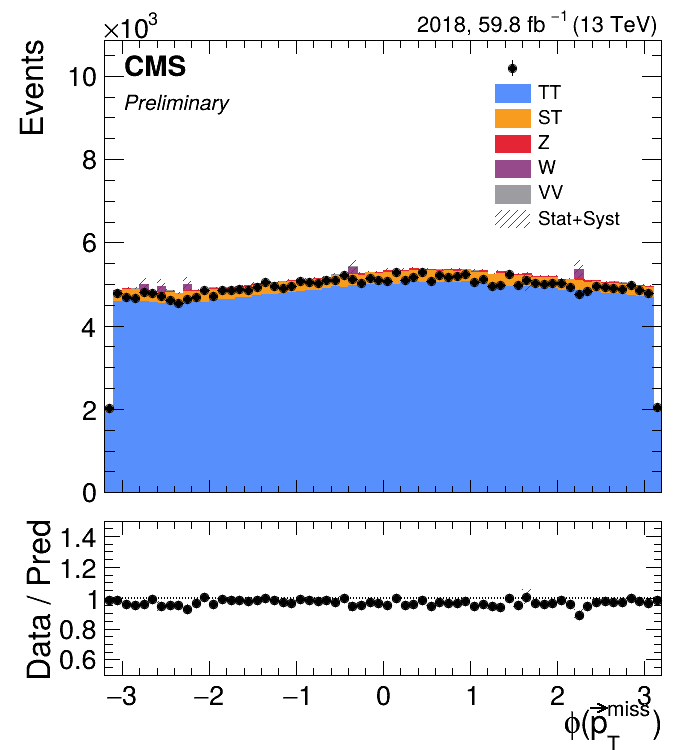 ×10³
2018, 59.8 fb⁻¹ (13 TeV)
Events
CMS
Preliminary
TT
ST
Z
W
VV
Stat+Syst
10
8
6
4
2
0
Data / Pred
1.4
1.2
1
0.8
0.6
−3 −2 −1 0 1 2 3
ϕ(p⃗_T^miss)